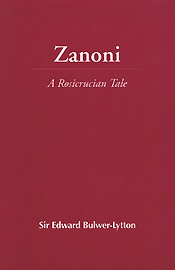 Zanoni
A Rosicrucian Tale
Sir Edward Bulwer-Lytton